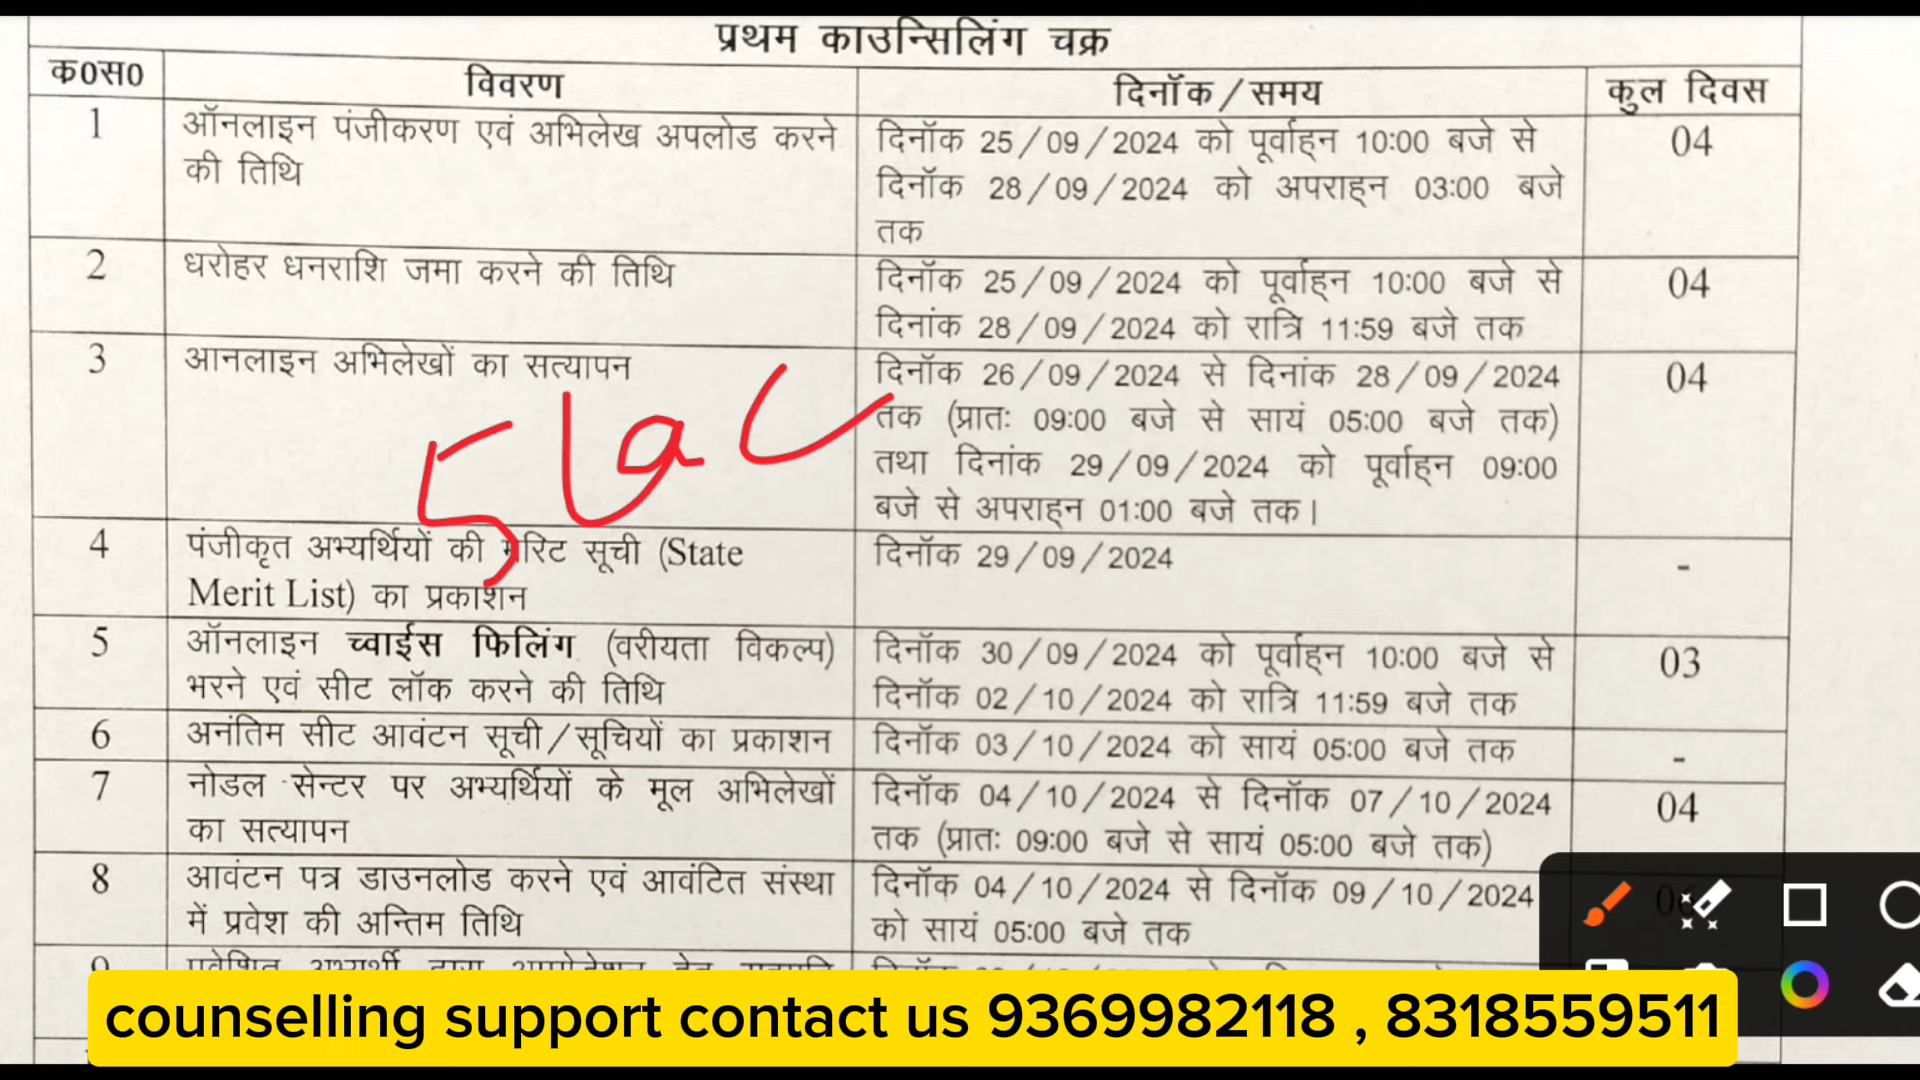 प्रथम काउन्सिलिंग चक्र
क0स0 विवरण दिनॉक/समय कुल दिवस
1 ऑनलाइन पंजीकरण एवं अभिलेख अपलोड करने की तिथि
दिनॉक 25/09/2024 को पूर्वाह्न 10:00 बजे से
दिनॉक 28/09/2024 को अपराह्न 03:00 बजे
तक
04
2 धरोहर धनराशि जमा करने की तिथि
दिनॉक 25/09/2024 को पूर्वाह्न 10:00 बजे से
दिनांक 28/09/2024 को रात्रि 11:59 बजे तक
04
3 आनलाइन अभिलेखों का सत्यापन
दिनॉक 26/09/2024 से दिनांक 28/09/2024
तक (प्रातः 09:00 बजे से सायं 05:00 बजे तक)
तथा दिनांक 29/09/2024 को पूर्वाह्न 09:00
बजे से अपराह्न 01:00 बजे तक।
04
4 पंजीकृत अभ्यर्थियों की मेरिट सूची (State
Merit List) का प्रकाशन
दिनॉक 29/09/2024
-
5 ऑनलाइन च्वाईस फिलिंग (वरीयता विकल्प)
भरने एवं सीट लॉक करने की तिथि
दिनॉक 30/09/2024 को पूर्वाह्न 10:00 बजे से
दिनॉक 02/10/2024 को रात्रि 11:59 बजे तक
03
6 अनंतिम सीट आवंटन सूची/सूचियों का प्रकाशन
दिनॉक 03/10/2024 को सायं 05:00 बजे तक
-
7 नोडल सेन्टर पर अभ्यर्थियों के मूल अभिलेखों
का सत्यापन
दिनॉक 04/10/2024 से दिनॉक 07/10/2024
तक (प्रातः 09:00 बजे से सायं 05:00 बजे तक)
04
8 आवंटन पत्र डाउनलोड करने एवं आवंटित संस्था
में प्रवेश की अन्तिम तिथि
दिनॉक 04/10/2024 से दिनॉक 09/10/2024
को सायं 05:00 बजे तक
counselling support contact us 9369982118 , 8318559511